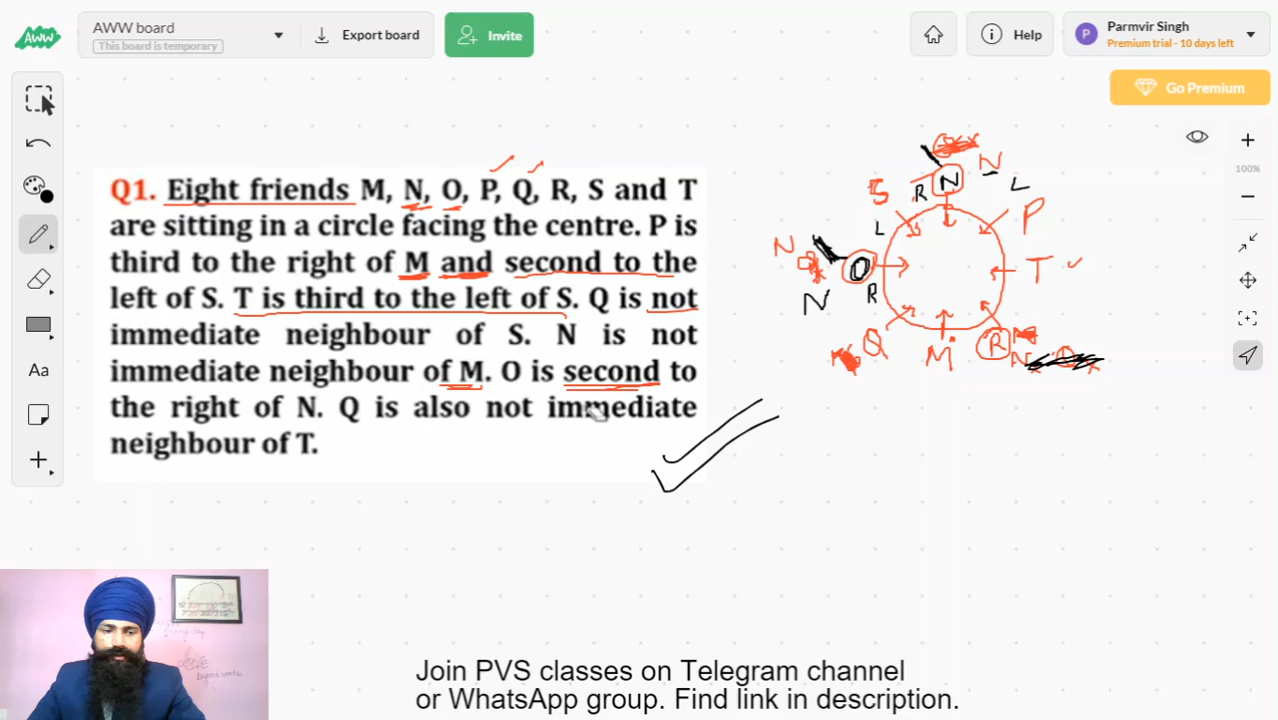 AWW board
This board is temporary
Export board
Invite
Help
P
Parmvir Singh
Premium trial - 10 days left
AWW
Go Premium
100%
Aa
Q1. Eight friends M, N, O, P, Q, R, S and T
are sitting in a circle facing the centre. P is
third to the right of M and second to the
left of S. T is third to the left of S. Q is not
immediate neighbour of S. N is not
immediate neighbour of M. O is second to
the right of N. Q is also not immediate
neighbour of T.
N
N
S
R
L
P
L
N
O
T
N
R
Q
M
R
Join PVS classes on Telegram channel
or WhatsApp group. Find link in description.